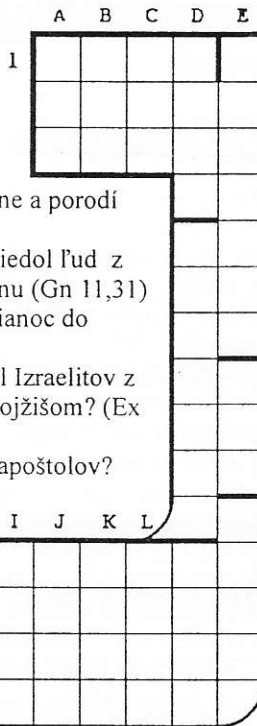 A B C D E
1
ne a porodí
iedol ľud z
nu (Gn 11,31)
ianoc do
l Izraelitov z
ojžišom? (Ex
apoštolov?
I J K L